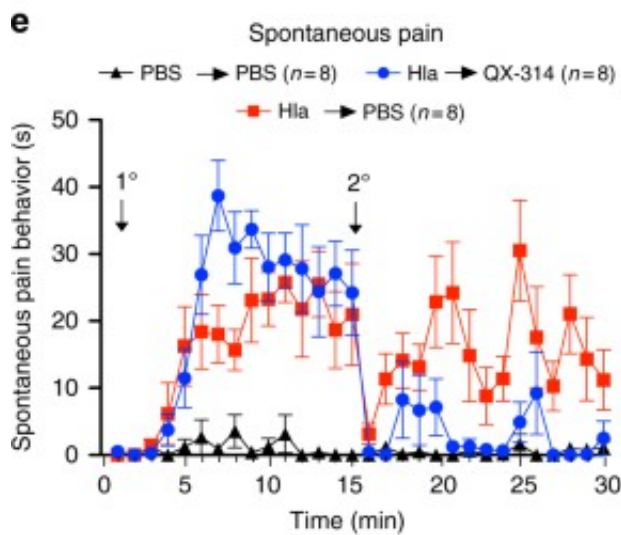 e
Spontaneous pain
PBS → PBS (n=8) Hla → QX-314 (n=8)
Hla → PBS (n=8)
Spontaneous pain behavior (s)
50
40
30
20
10
0
1°
2°
0 5 10 15 20 25 30
Time (min)